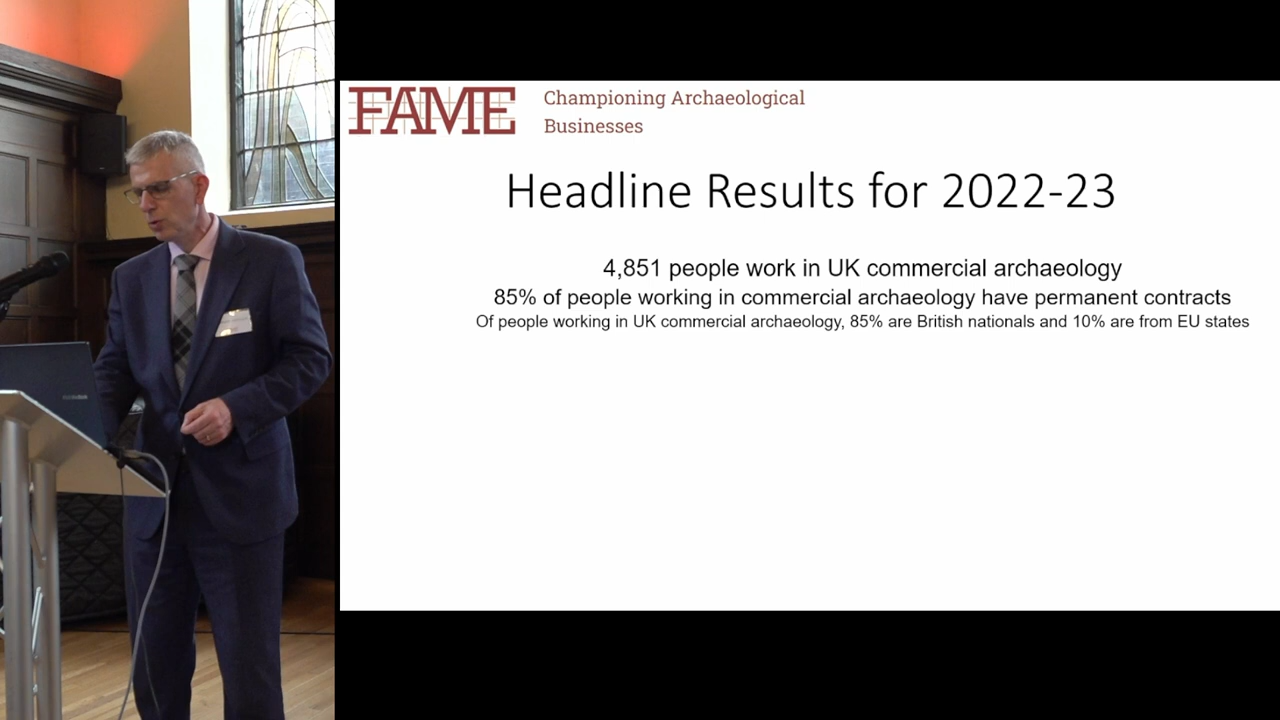 FAME
Championing Archaeological
Businesses
Headline Results for 2022-23
4,851 people work in UK commercial archaeology
85% of people working in commercial archaeology have permanent contracts
Of people working in UK commercial archaeology, 85% are British nationals and 10% are from EU states